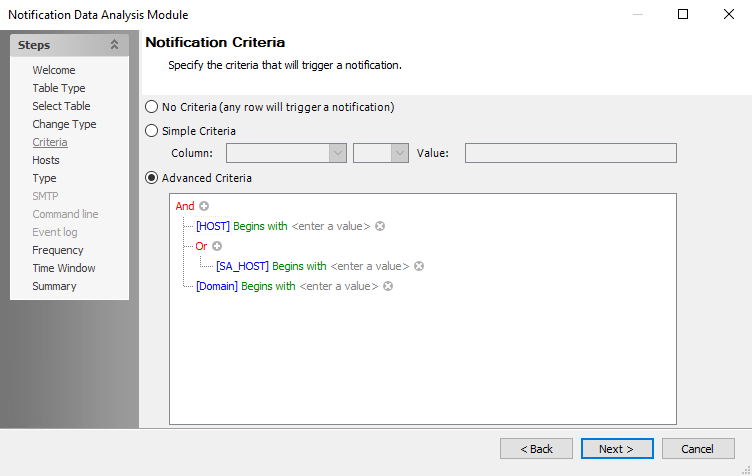 Notification Data Analysis Module
Steps
Welcome
Table Type
Select Table
Change Type
Criteria
Hosts
Type
SMTP
Command line
Event log
Frequency
Time Window
Summary
Notification Criteria
Specify the criteria that will trigger a notification.
No Criteria (any row will trigger a notification)
Simple Criteria
Column: Value:
Advanced Criteria
And
[HOST] Begins with <enter a value>
Or
[SA_HOST] Begins with <enter a value>
[Domain] Begins with <enter a value>
< Back Next > Cancel